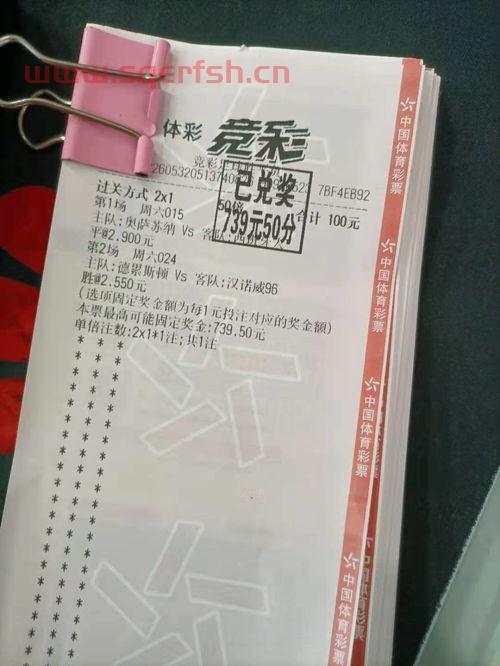 www.sqerfsh.cn
体彩 竞彩
7BF4EB92
过关方式 2x1
50倍
合计 100元
已兑奖
739元50分
第1场 周六015
主队:奥萨苏纳 Vs 客队:
平@2.900元
第2场 周六024
主队:德累斯顿 Vs 客队:汉诺威96
胜@2.550元
(选项固定奖金额为每1元投注对应的奖金额)
本票最高可能固定奖金:739.50元
单倍注数:2x1*1注;共1注
中国体育彩票
中国体育彩票
中国体育彩票
中国体育彩票
中国体育彩票